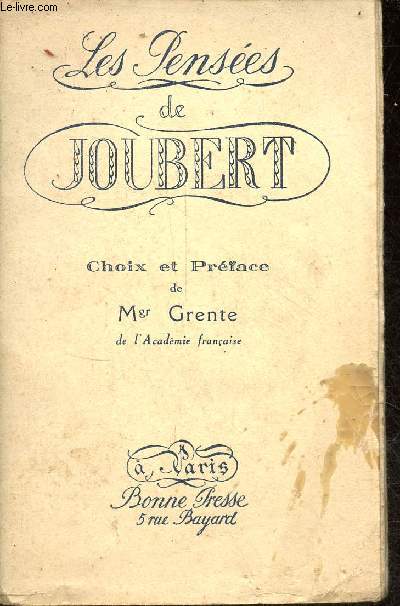 Le-livre.com
Les Pensées
de
JOUBERT
Choix et Préface
de
Mgr Grente
de l'Académie française
à Paris
Bonne Presse
5 rue Bayard